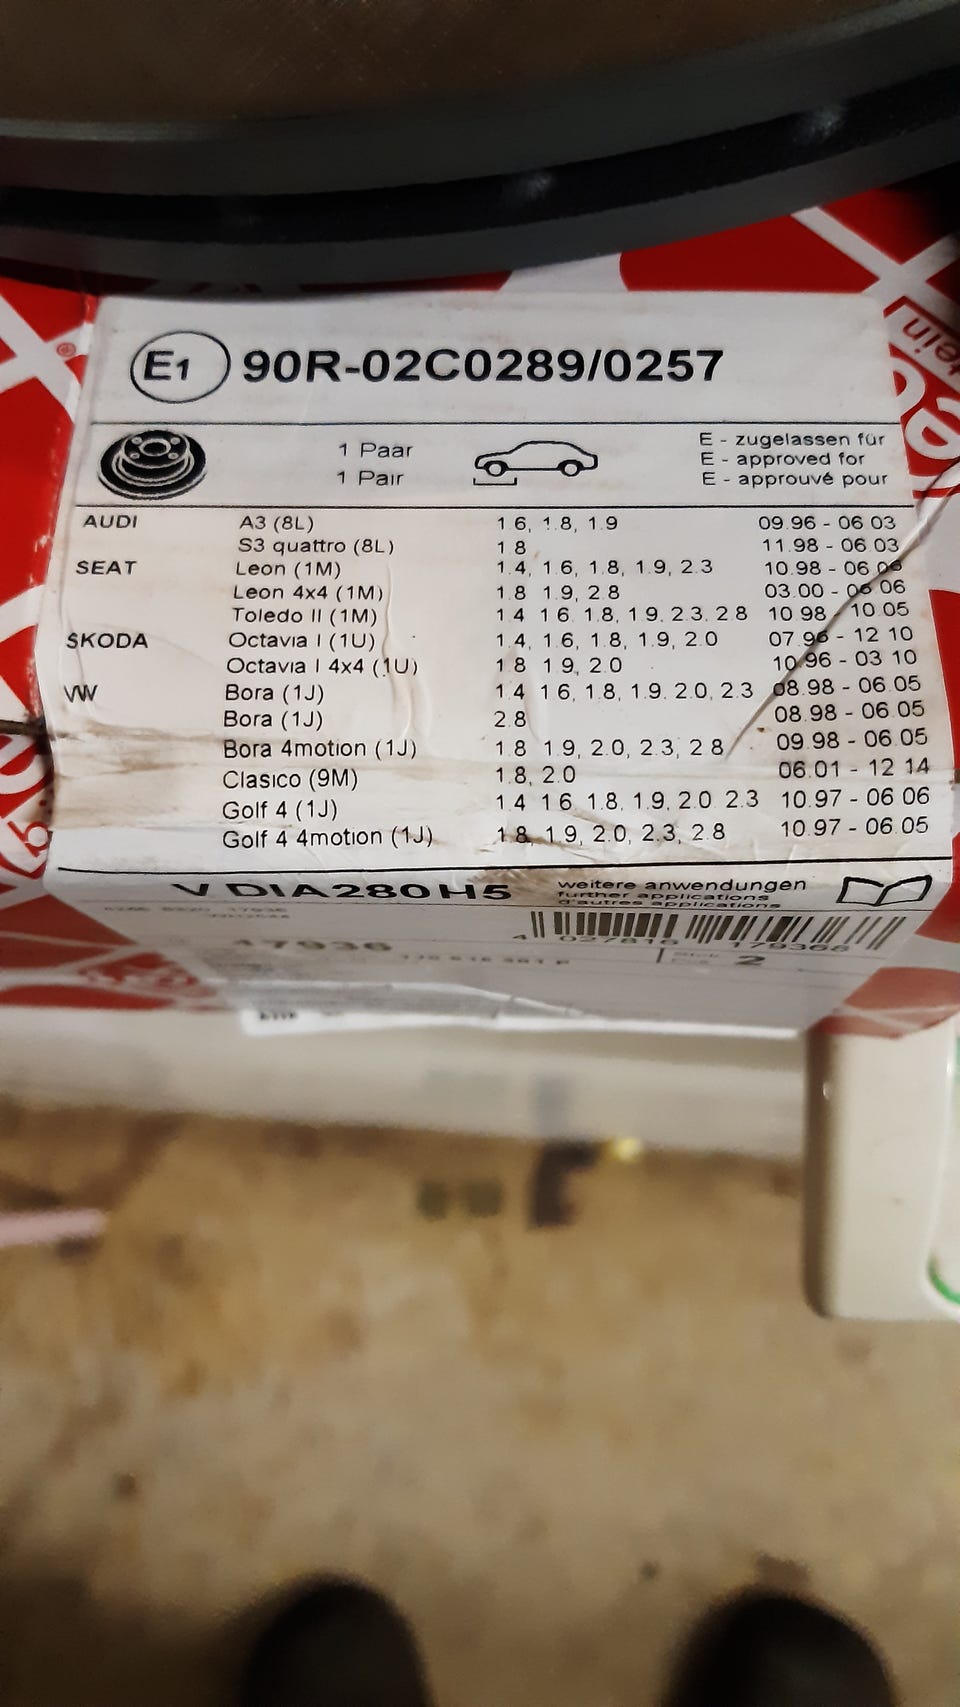 E1 90R-02C0289/0257
1 Paar
1 Pair
E - zugelassen für
E - approved for
E - approuvé pour
AUDI A3 (8L) 1.6, 1.8, 1.9 09.96 - 06.03
S3 quattro (8L) 1.8 11.98 - 06.03
SEAT Leon (1M) 1.4, 1.6, 1.8, 1.9, 2.3 10.98 - 06.06
Leon 4x4 (1M) 1.8 1.9, 2.8 03.00 - 06.06
Toledo II (1M) 1.4 1.6 1.8, 1.9, 2.3, 2.8 10.98 - 10.05
SKODA Octavia I (1U) 1.4, 1.6, 1.8, 1.9, 2.0 07.96 - 12.10
Octavia I 4x4 (1U) 1.8 1.9, 2.0 10.96 - 03.10
VW Bora (1J) 1.4 1.6, 1.8, 1.9. 2.0, 2.3 08.98 - 06.05
Bora (1J) 2.8 08.98 - 06.05
Bora 4motion (1J) 1.8 1.9, 2.0, 2.3, 2.8 09.98 - 06.05
Clasico (9M) 1.8, 2.0 06.01 - 12.14
Golf 4 (1J) 1.4 1.6 1.8, 1.9, 2.0 2.3 10.97 - 06.06
Golf 4 4motion (1J) 1.8, 1.9, 2.0, 2.3, 2.8 10.97 - 06.05
V DIA280H5
weitere anwendungen
further applications
d'autres applications
4 027816 179368
17936
2